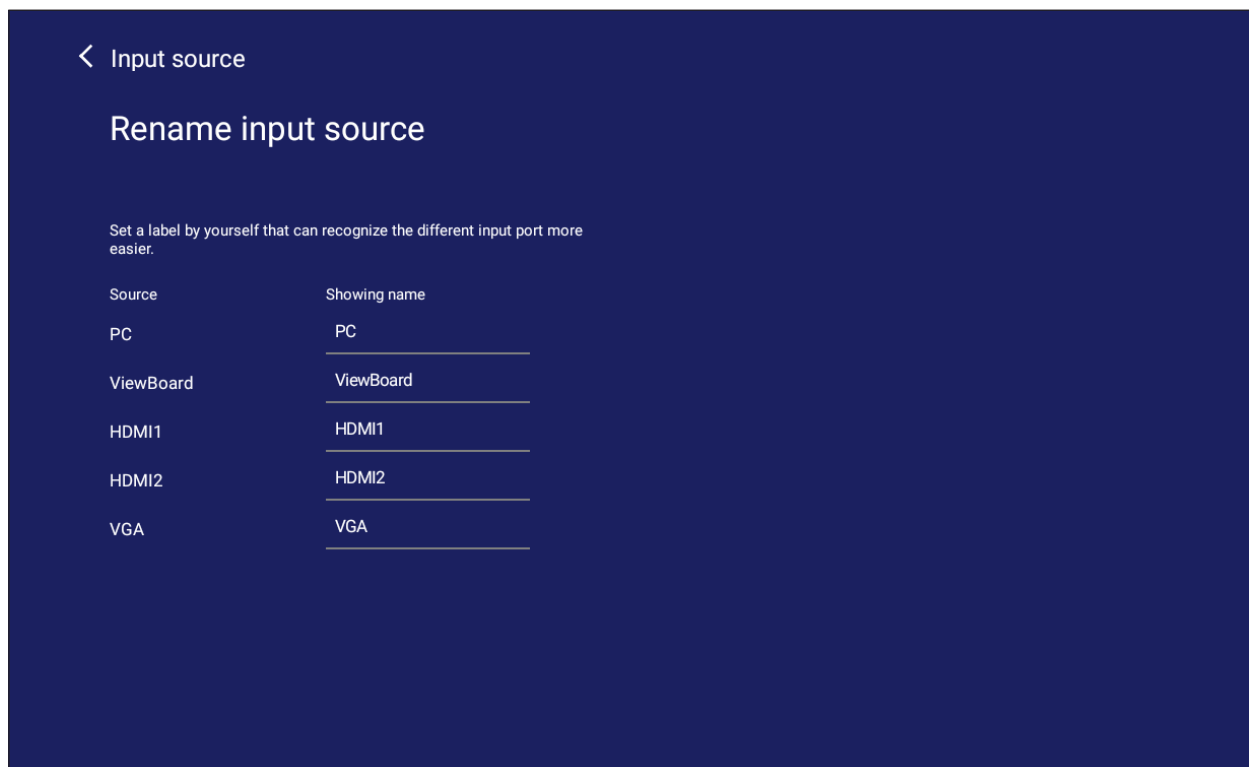 Input source
Rename input source
Set a label by yourself that can recognize the different input port more
easier.
Source Showing name
PC PC
ViewBoard ViewBoard
HDMI1 HDMI1
HDMI2 HDMI2
VGA VGA